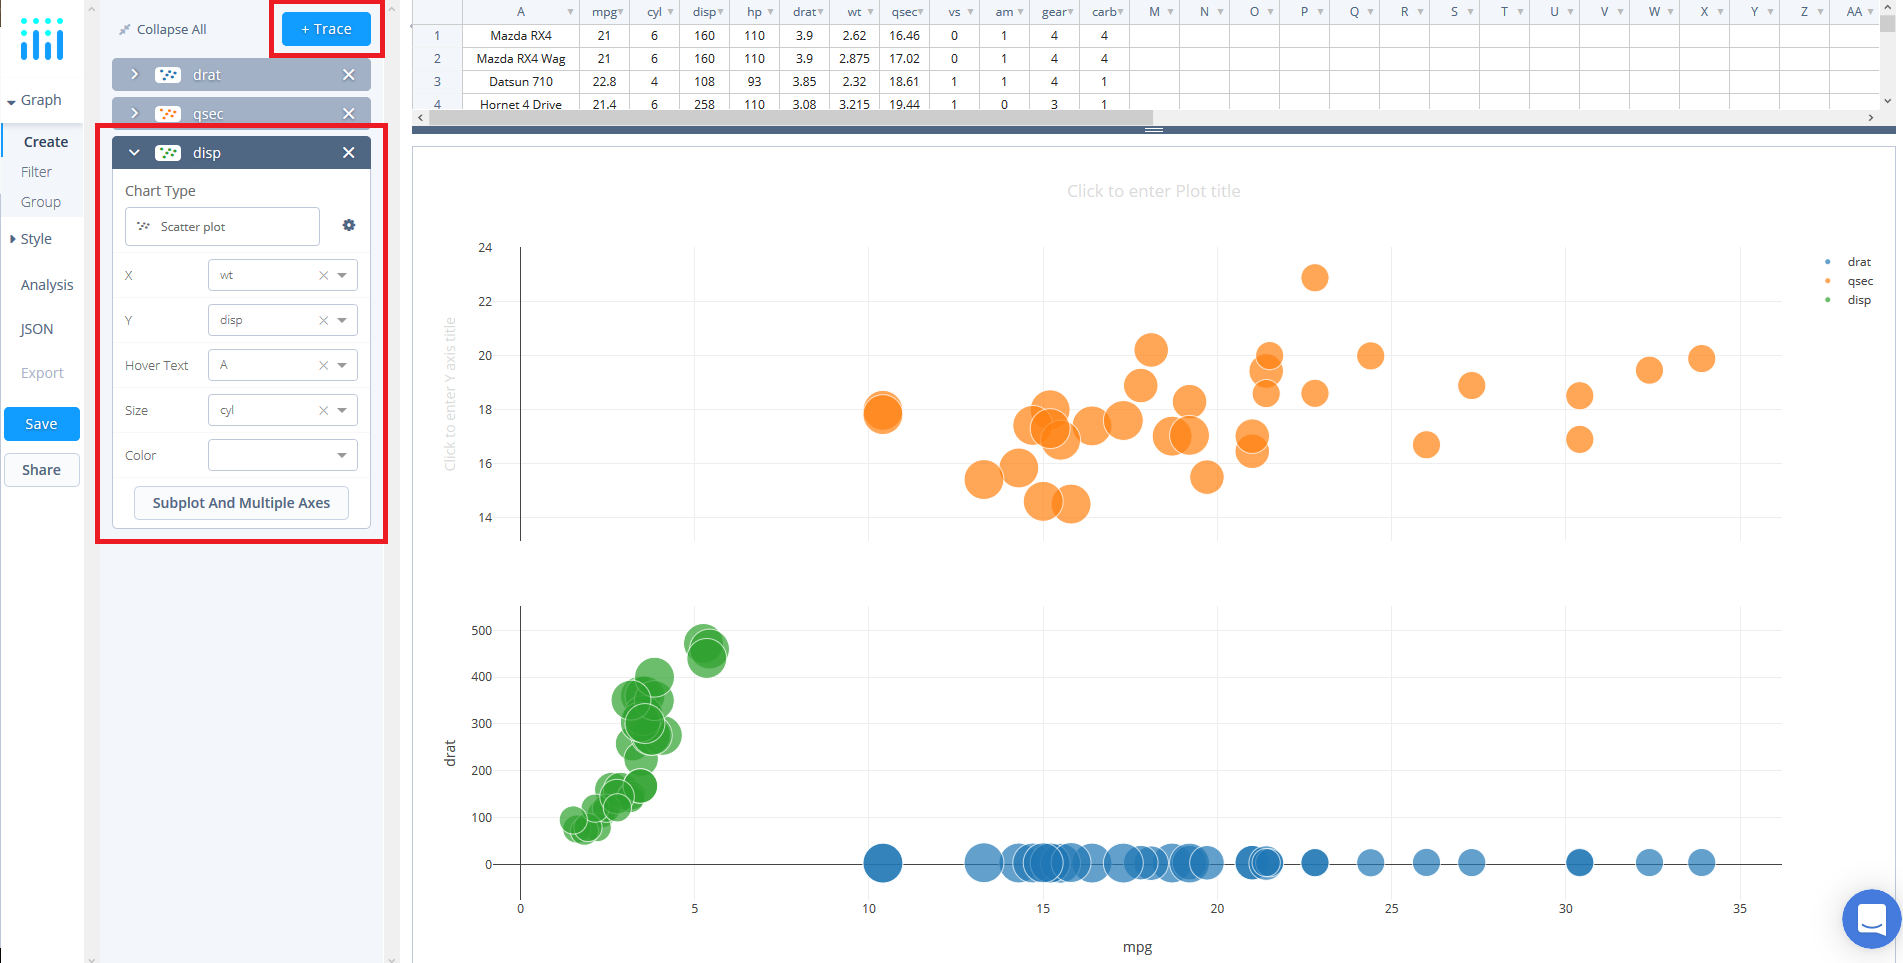 Collapse All
+ Trace
drat
qsec
disp
Graph
Create
Filter
Group
Style
Analysis
JSON
Export
Save
Share
Chart Type
Scatter plot
X wt
Y disp
Hover Text A
Size cyl
Color
Subplot And Multiple Axes
A mpg cyl disp hp drat wt qsec vs am gear carb M N O P Q R S T U V W X Y Z AA
1 Mazda RX4 21 6 160 110 3.9 2.62 16.46 0 1 4 4
2 Mazda RX4 Wag 21 6 160 110 3.9 2.875 17.02 0 1 4 4
3 Datsun 710 22.8 4 108 93 3.85 2.32 18.61 1 1 4 1
4 Hornet 4 Drive 21.4 6 258 110 3.08 3.215 19.44 1 0 3 1
Click to enter Plot title
24
22
20
18
16
14
Click to enter Y axis title
drat
qsec
disp
500
400
300
200
100
0
drat
0 5 10 15 20 25 30 35
mpg